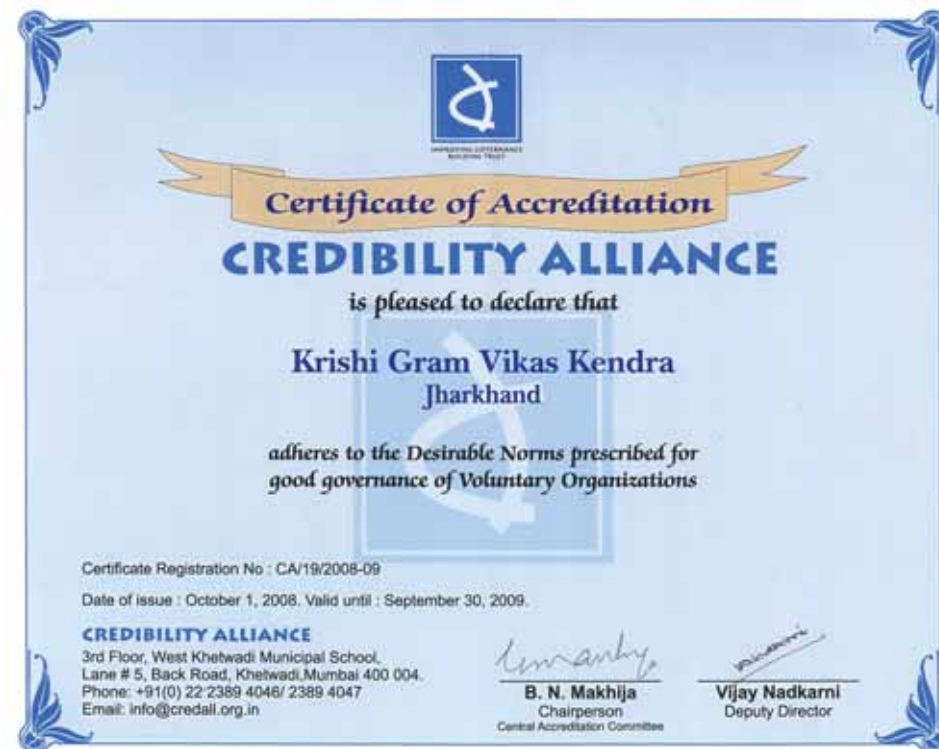 IMPROVING GOVERNANCE
BUILDING TRUST
Certificate of Accreditation
CREDIBILITY ALLIANCE
is pleased to declare that
Krishi Gram Vikas Kendra
Jharkhand
adheres to the Desirable Norms prescribed for
good governance of Voluntary Organizations
Certificate Registration No : CA/19/2008-09
Date of issue : October 1, 2008. Valid until : September 30, 2009.
CREDIBILITY ALLIANCE
3rd Floor, West Khetwadi Municipal School,
Lane # 5, Back Road, Khetwadi,Mumbai 400 004.
Phone: +91(0) 22 2389 4046/ 2389 4047
Email: info@credall.org.in
B. N. Makhija
Chairperson
Central Accreditation Committee
Vijay Nadkarni
Deputy Director